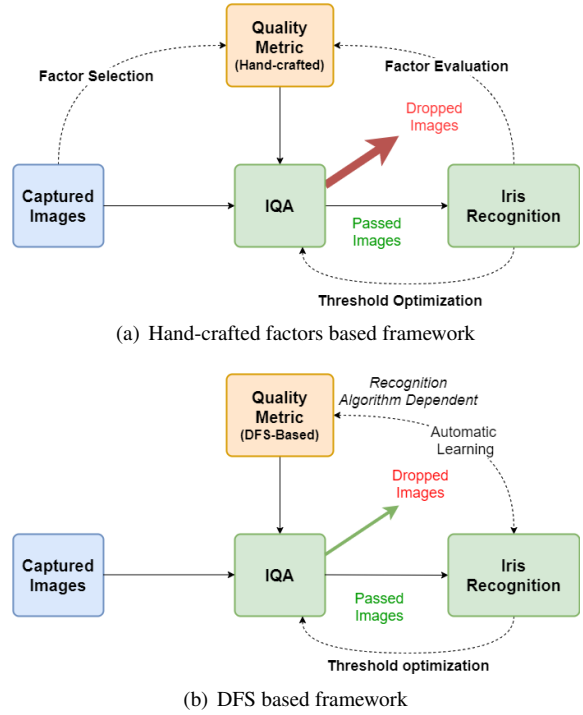 Quality
Metric
(Hand-crafted)
Factor Selection
Factor Evaluation
Dropped
Images
Captured
Images
IQA
Passed
Images
Iris
Recognition
Threshold Optimization
(a) Hand-crafted factors based framework
Recognition
Algorithm Dependent
Quality
Metric
(DFS-Based)
Automatic
Learning
Dropped
Images
Captured
Images
IQA
Passed
Images
Iris
Recognition
Threshold optimization
(b) DFS based framework